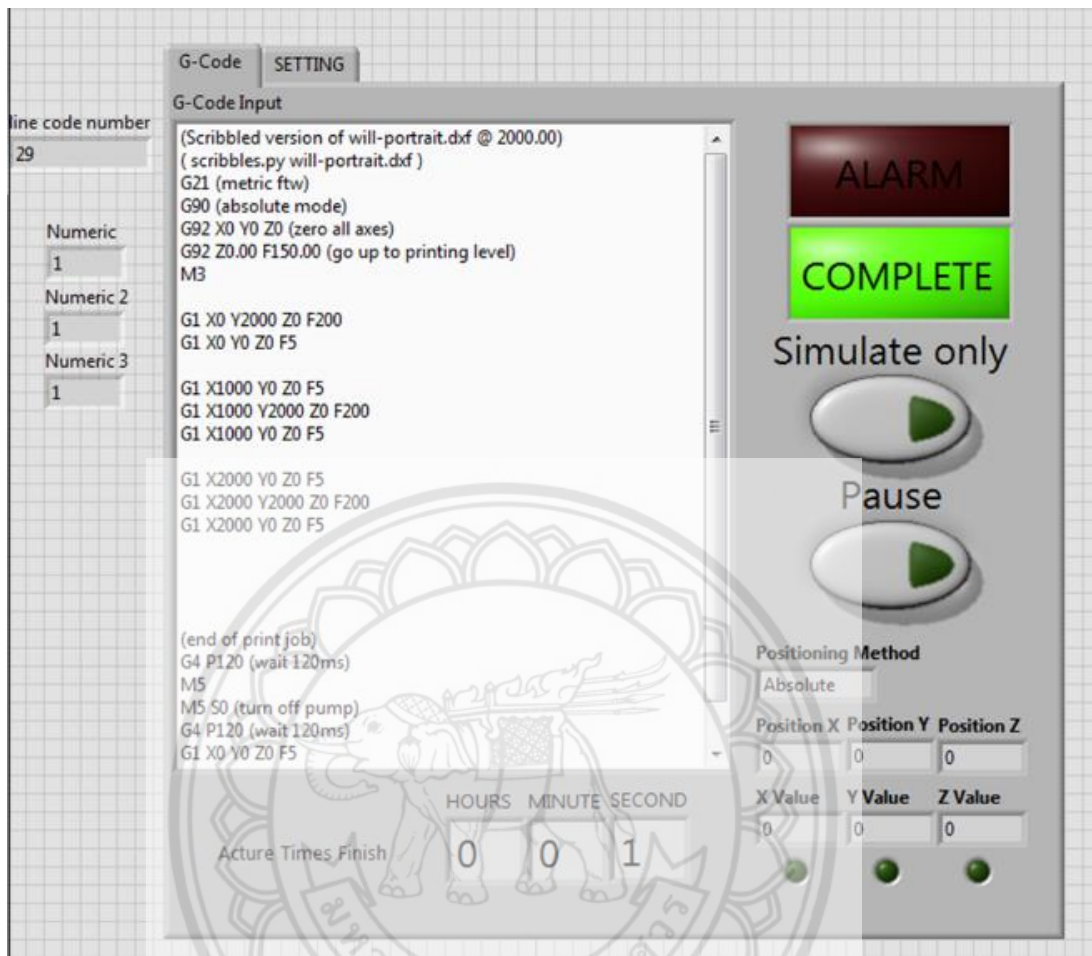 G-Code
SETTING
G-Code Input
line code number
29
Numeric
1
Numeric 2
1
Numeric 3
1
(Scribbled version of will-portrait.dxf @ 2000.00)
( scribbles.py will-portrait.dxf )
G21 (metric ftw)
G90 (absolute mode)
G92 X0 Y0 Z0 (zero all axes)
G92 Z0.00 F150.00 (go up to printing level)
M3
G1 X0 Y2000 Z0 F200
G1 X0 Y0 Z0 F5
G1 X1000 Y0 Z0 F5
G1 X1000 Y2000 Z0 F200
G1 X1000 Y0 Z0 F5
G1 X2000 Y0 Z0 F5
G1 X2000 Y2000 Z0 F200
G1 X2000 Y0 Z0 F5
(end of print job)
G4 P120 (wait 120ms)
M5
M5 S0 (turn off pump)
G4 P120 (wait 120ms)
G1 X0 Y0 Z0 F5
ALARM
COMPLETE
Simulate only
Pause
Positioning Method
Absolute
Position X Position Y Position Z
0 0 0
X Value Y Value Z Value
0 0 0
HOURS MINUTE SECOND
Acture Times Finish 0 0 1